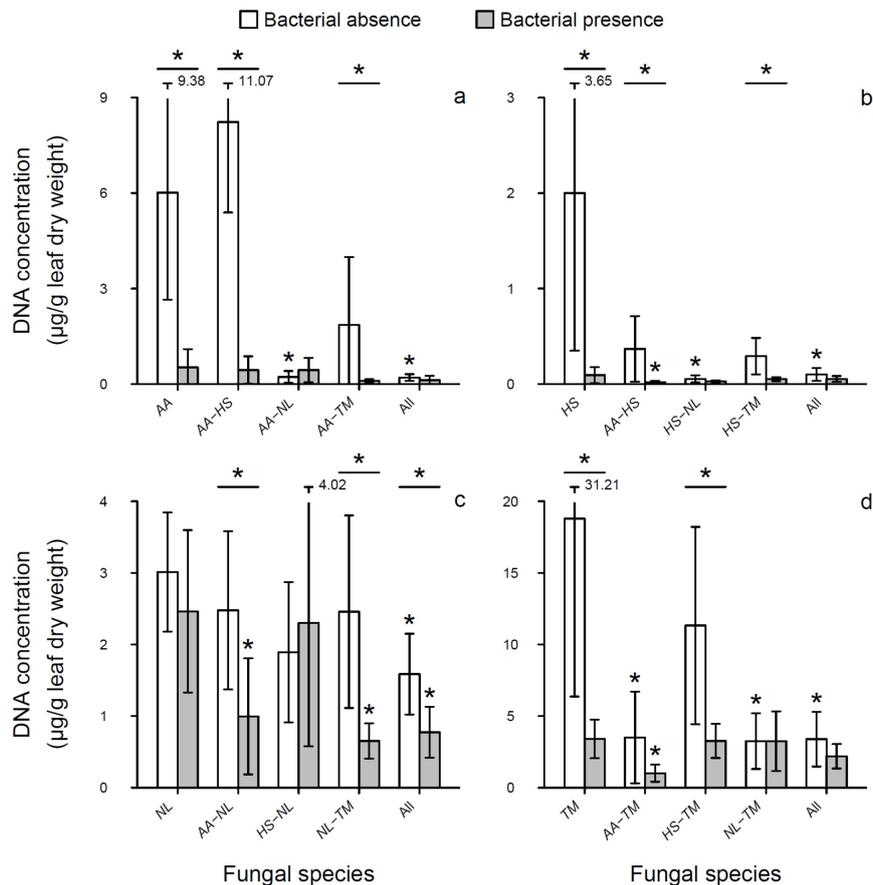 Bacterial absence Bacterial presence
* * *
9.38 11.07
a
DNA concentration
(µg/g leaf dry weight)
9
6
3
0
* *
AA AA−HS AA−NL AA−TM All
* * *
3.65
b
3
2
1
0
* * *
HS AA−HS HS−NL HS−TM All
* * *
4.02
c
DNA concentration
(µg/g leaf dry weight)
4
3
2
1
0
* * * *
NL AA−NL HS−NL NL−TM All
Fungal species
* *
31.21
d
20
15
10
5
0
* * * *
TM AA−TM HS−TM NL−TM All
Fungal species